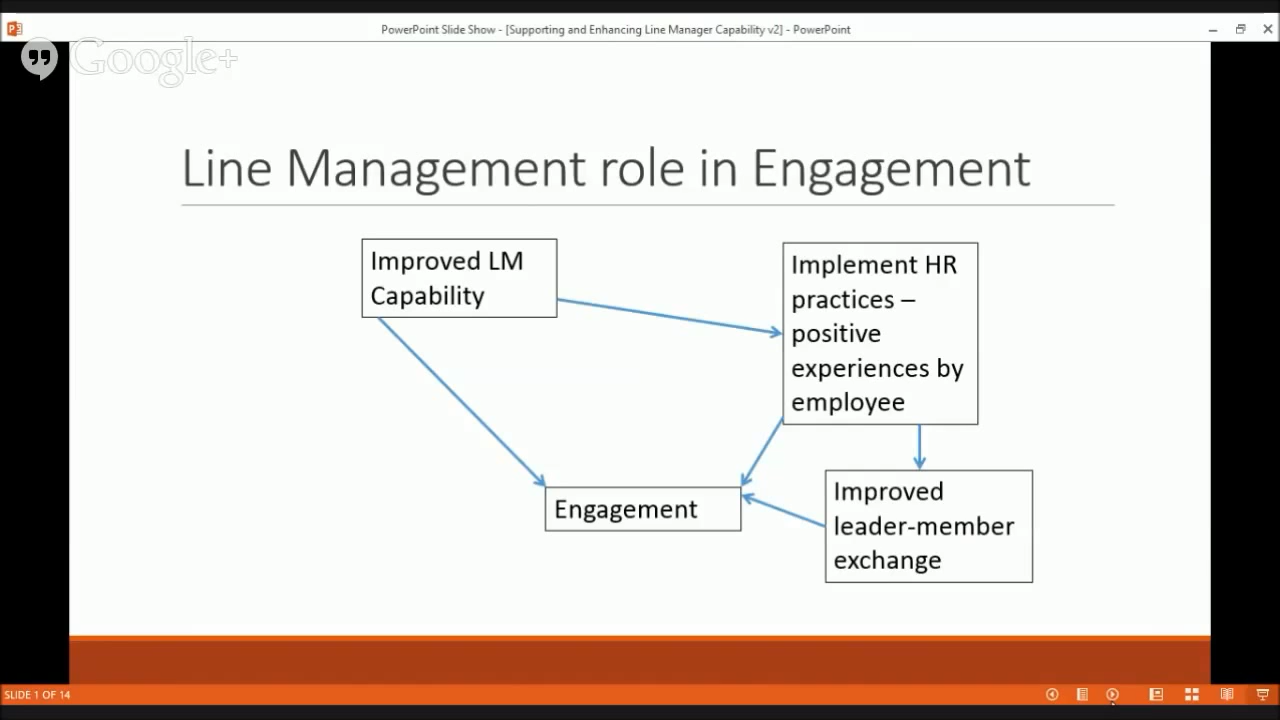 PowerPoint Slide Show - [Supporting and Enhancing Line Manager Capability v2] - PowerPoint
Google+
Line Management role in Engagement
Improved LM
Capability
Implement HR
practices –
positive
experiences by
employee
Engagement
Improved
leader-member
exchange
SLIDE 1 OF 14